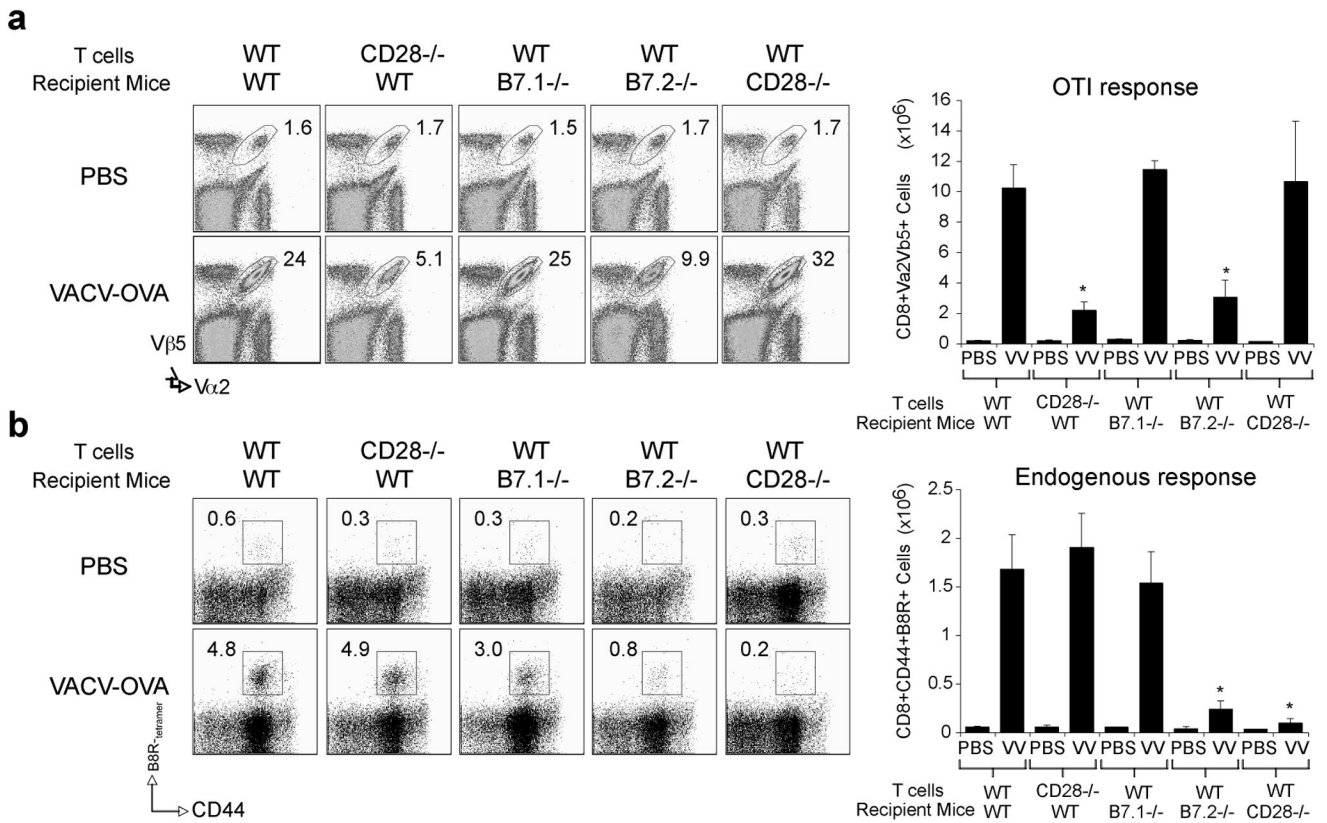 a
T cells WT CD28-/- WT WT WT
Recipient Mice WT WT B7.1-/- B7.2-/- CD28-/-
PBS 1.6 1.7 1.5 1.7 1.7
VACV-OVA 24 5.1 25 9.9 32
Vβ5
Vα2
OTI response
CD8+Va2Vb5+ Cells (x10⁶)
16
14
12
10
8
6
4
2
0
* *
PBS VV PBS VV PBS VV PBS VV PBS VV
T cells WT CD28-/- WT WT WT
Recipient Mice WT WT B7.1-/- B7.2-/- CD28-/-
b
T cells WT CD28-/- WT WT WT
Recipient Mice WT WT B7.1-/- B7.2-/- CD28-/-
PBS 0.6 0.3 0.3 0.2 0.3
VACV-OVA 4.8 4.9 3.0 0.8 0.2
B8R-tetramer
CD44
Endogenous response
CD8+CD44+B8R+ Cells (x10⁶)
2.5
2
1.5
1
0.5
0
* *
PBS VV PBS VV PBS VV PBS VV PBS VV
T cells WT CD28-/- WT WT WT
Recipient Mice WT WT B7.1-/- B7.2-/- CD28-/-